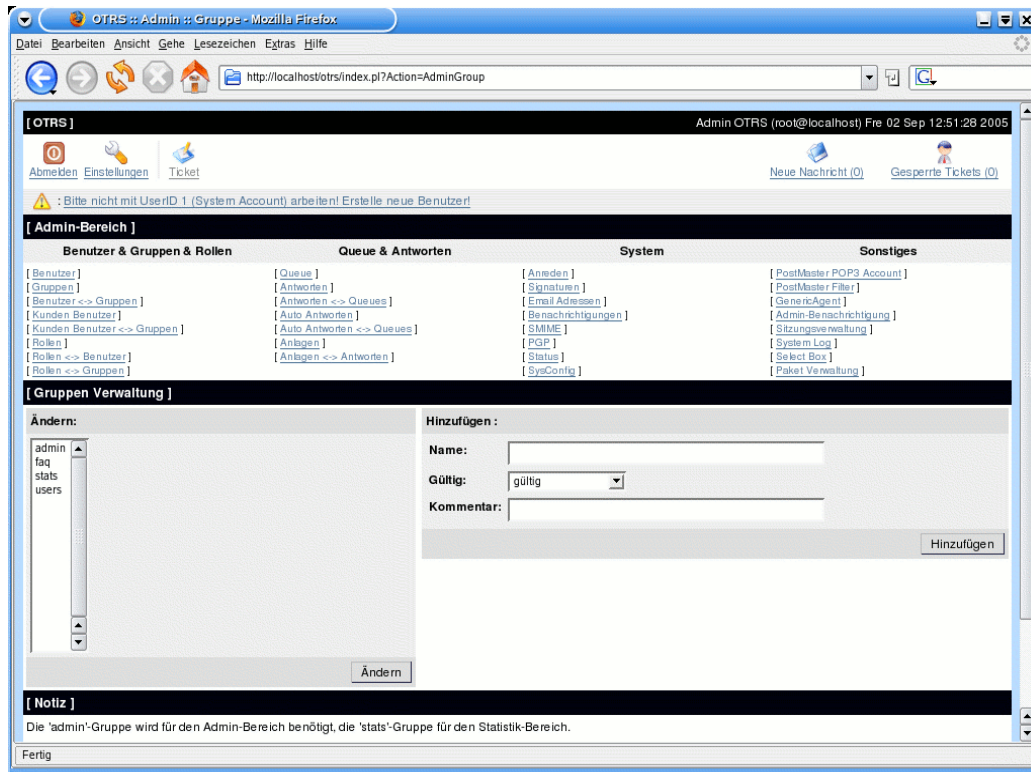 OTRS :: Admin :: Gruppe - Mozilla Firefox
Datei Bearbeiten Ansicht Gehe Lesezeichen Extras Hilfe
http://localhost/otrs/index.pl?Action=AdminGroup
G
[ OTRS ] Admin OTRS (root@localhost) Fre 02 Sep 12:51:28 2005
Abmelden Einstellungen Ticket Neue Nachricht (0) Gesperrte Tickets (0)
: Bitte nicht mit UserID 1 (System Account) arbeiten! Erstelle neue Benutzer!
[ Admin-Bereich ]
Benutzer & Gruppen & Rollen Queue & Antworten System Sonstiges
[ Benutzer ] [ Queue ] [ Anreden ] [ PostMaster POP3 Account ]
[ Gruppen ] [ Antworten ] [ Signaturen ] [ PostMaster Filter ]
[ Benutzer <-> Gruppen ] [ Antworten <-> Queues ] [ Email Adressen ] [ GenericAgent ]
[ Kunden Benutzer ] [ Auto Antworten ] [ Benachrichtigungen ] [ Admin-Benachrichtigung ]
[ Kunden Benutzer <-> Gruppen ] [ Auto Antworten <-> Queues ] [ SMIME ] [ Sitzungsverwaltung ]
[ Rollen ] [ Anlagen ] [ PGP ] [ System Log ]
[ Rollen <-> Benutzer ] [ Anlagen <-> Antworten ] [ Status ] [ Select Box ]
[ Rollen <-> Gruppen ] [ SysConfig ] [ Paket Verwaltung ]
[ Gruppen Verwaltung ]
Ändern:
admin
faq
stats
users
Ändern
Hinzufügen :
Name:
Gültig: gültig
Kommentar:
Hinzufügen
[ Notiz ]
Die 'admin'-Gruppe wird für den Admin-Bereich benötigt, die 'stats'-Gruppe für den Statistik-Bereich.
Fertig